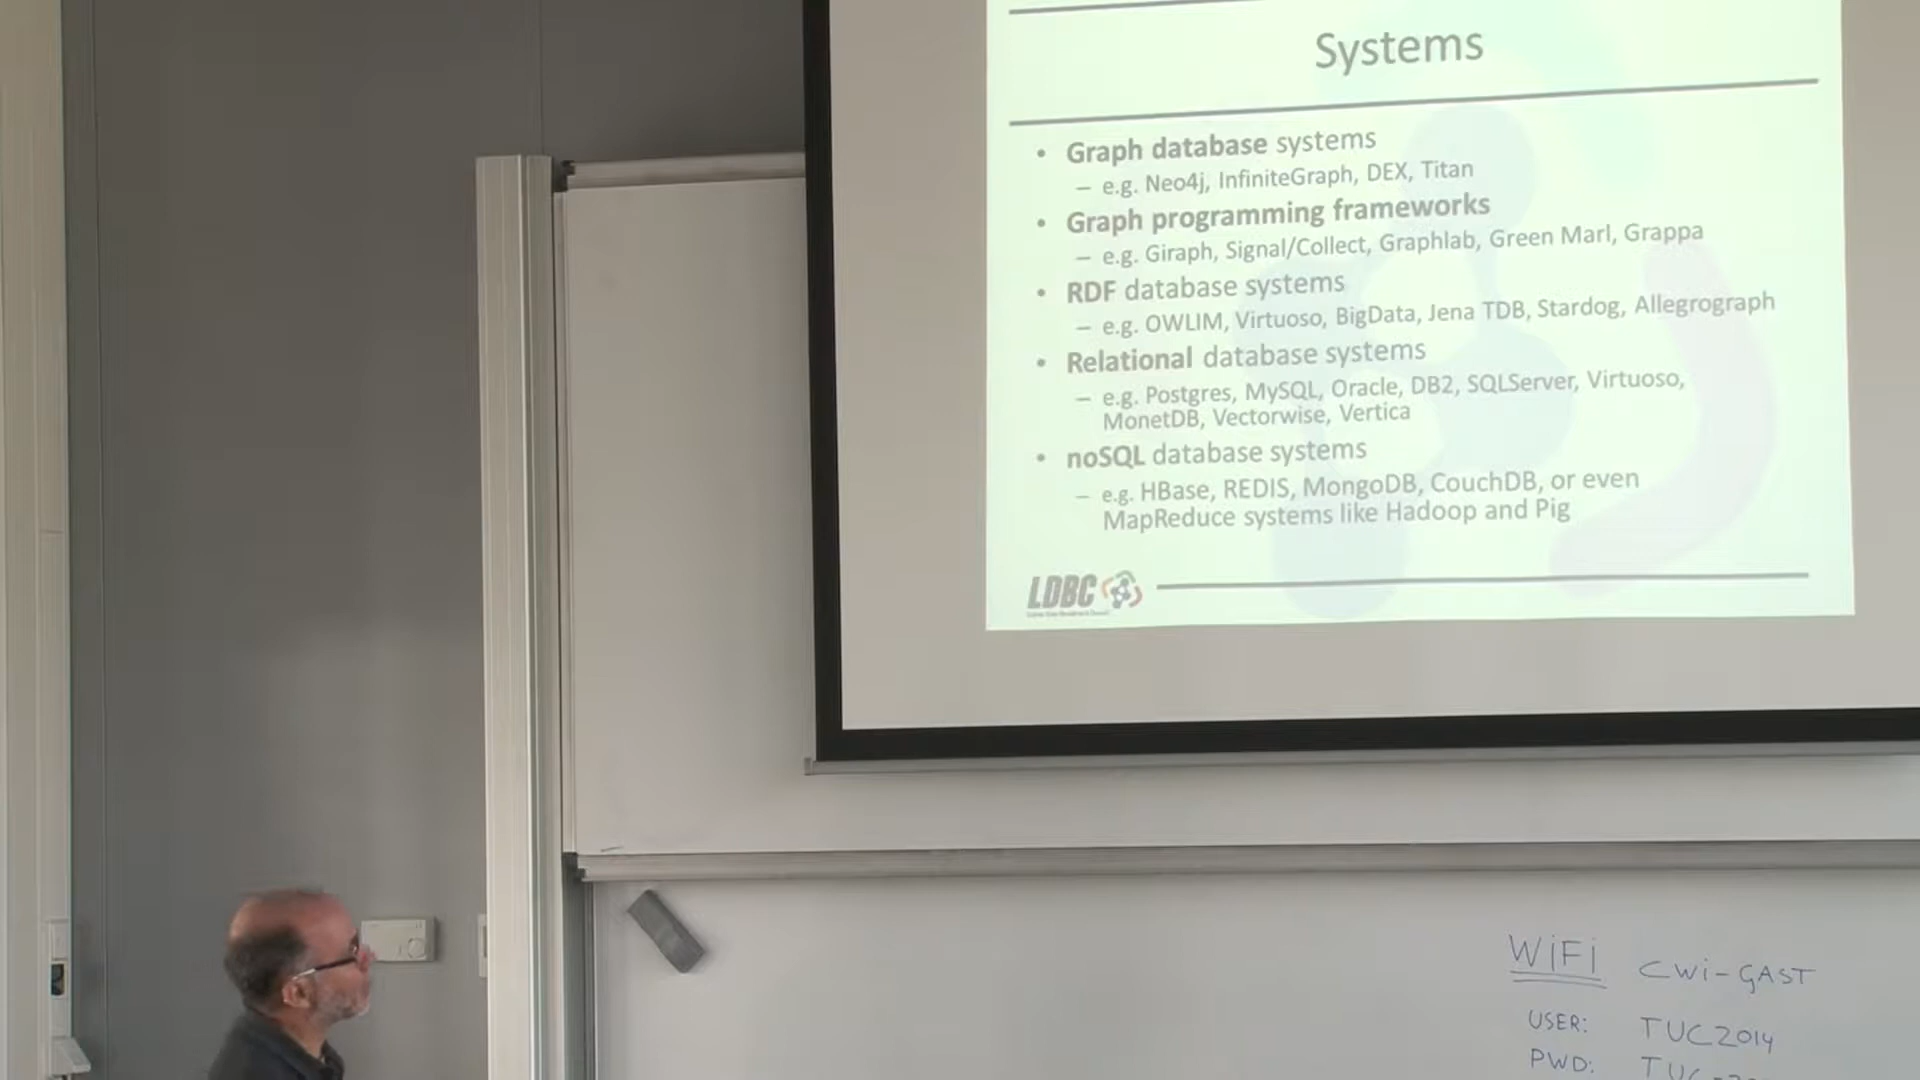 Systems
• Graph database systems
– e.g. Neo4j, InfiniteGraph, DEX, Titan
• Graph programming frameworks
– e.g. Giraph, Signal/Collect, Graphlab, Green Marl, Grappa
• RDF database systems
– e.g. OWLIM, Virtuoso, BigData, Jena TDB, Stardog, Allegrograph
• Relational database systems
– e.g. Postgres, MySQL, Oracle, DB2, SQLServer, Virtuoso,
MonetDB, Vectorwise, Vertica
• noSQL database systems
– e.g. HBase, REDIS, MongoDB, CouchDB, or even
MapReduce systems like Hadoop and Pig
LDBC
WiFi CWi-GAST
USER: TUC2014
PWD: